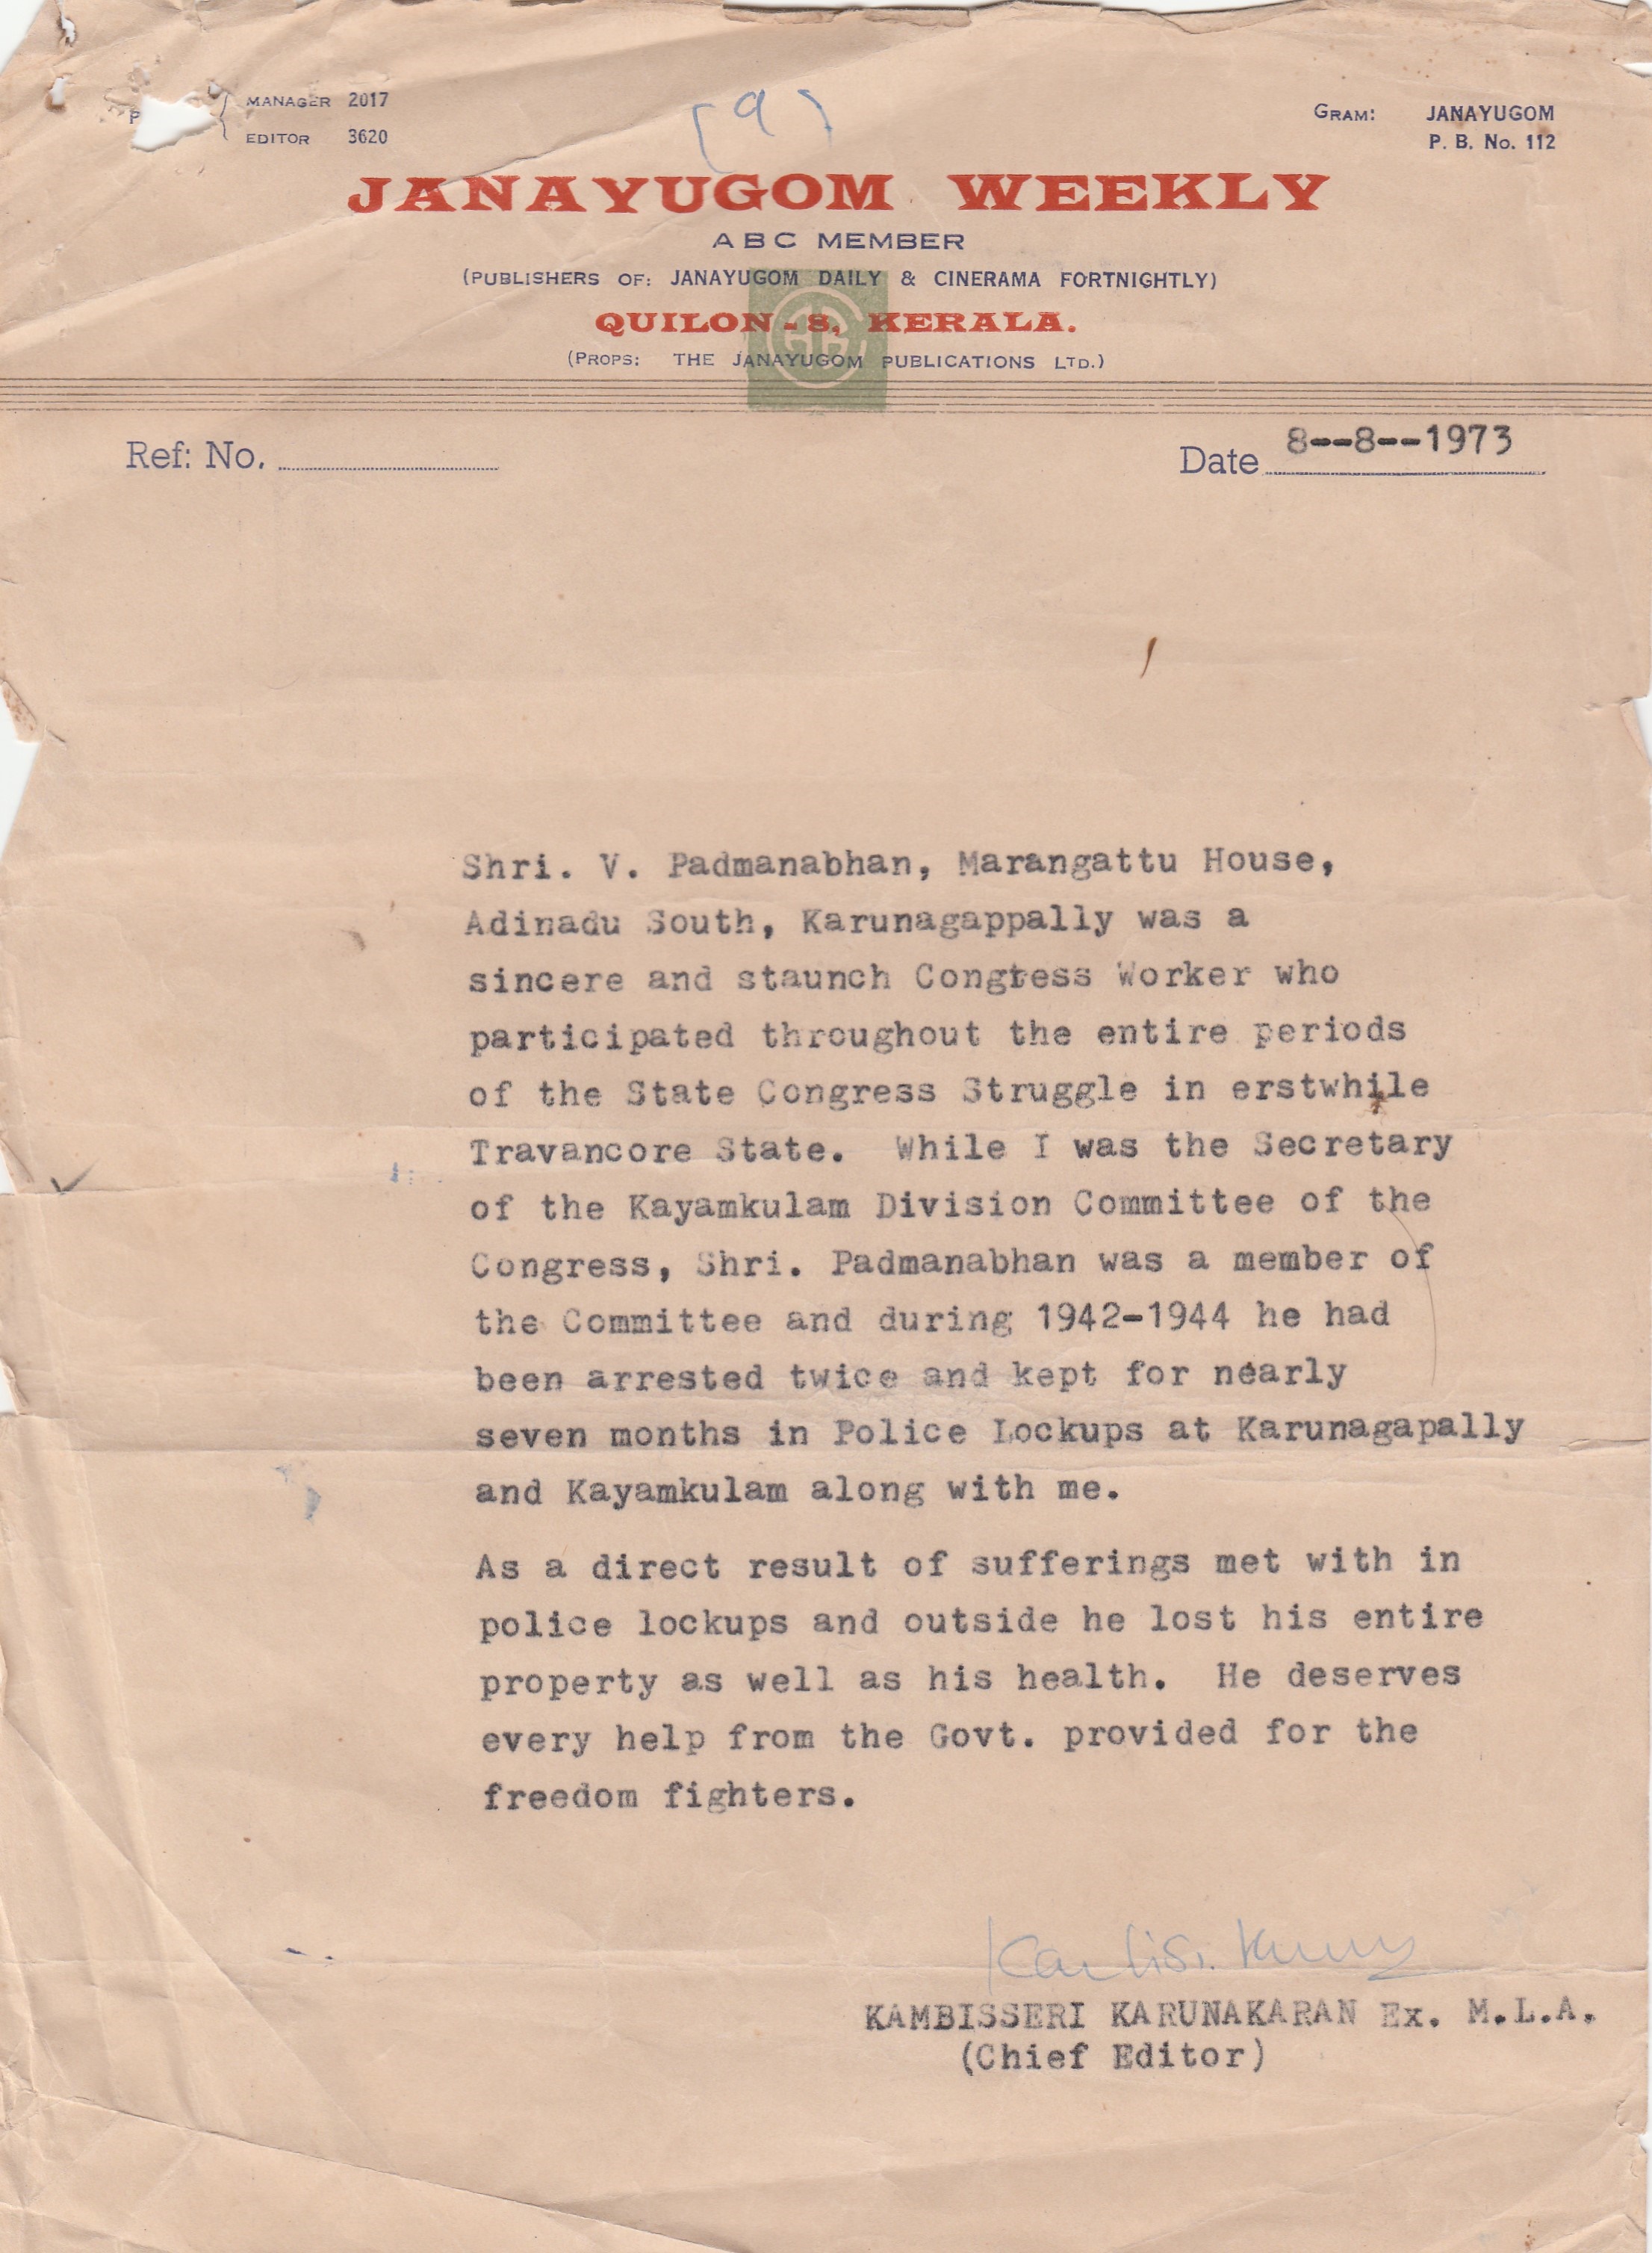 MANAGER 2017
EDITOR 3620
[9]
GRAM: JANAYUGOM
P. B. No. 112
JANAYUGOM WEEKLY
ABC MEMBER
(PUBLISHERS OF: JANAYUGOM DAILY & CINERAMA FORTNIGHTLY)
QUILON-8, KERALA.
(PROPS: THE JANAYUGOM PUBLICATIONS LTD.)
Ref: No.
Date 8--8--1973
Shri. V. Padmanabhan, Marangattu House,
Adinadu South, Karunagappally was a
sincere and staunch Congress Worker who
participated throughout the entire periods
of the State Congress Struggle in erstwhile
Travancore State. While I was the Secretary
of the Kayamkulam Division Committee of the
Congress, Shri. Padmanabhan was a member of
the Committee and during 1942-1944 he had
been arrested twice and kept for nearly
seven months in Police Lockups at Karunagapally
and Kayamkulam along with me.
As a direct result of sufferings met with in
police lockups and outside he lost his entire
property as well as his health. He deserves
every help from the Govt. provided for the
freedom fighters.
KAMBISSERI KARUNAKARAN Ex. M.L.A.
(Chief Editor)